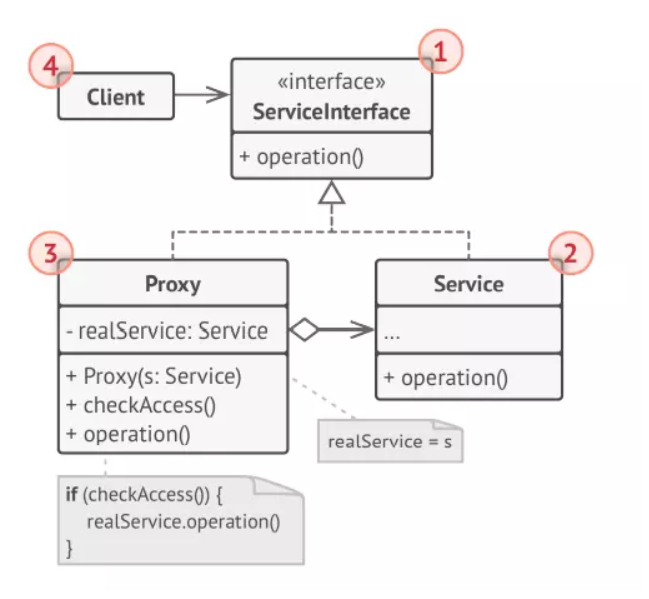 4
1
Client
«interface»
ServiceInterface
+ operation()
3
2
Proxy
- realService: Service
+ Proxy(s: Service)
+ checkAccess()
+ operation()
Service
...
+ operation()
realService = s
if (checkAccess()) {
realService.operation()
}